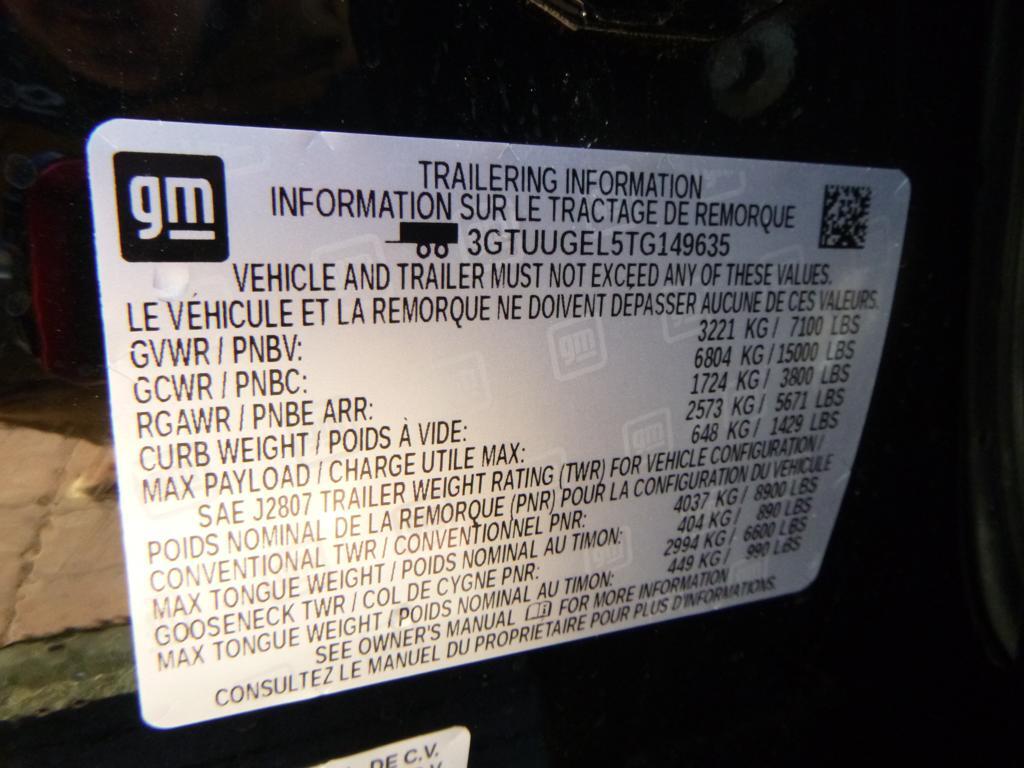 gm
TRAILERING INFORMATION
INFORMATION SUR LE TRACTAGE DE REMORQUE
3GTUUGEL5TG149635
VEHICLE AND TRAILER MUST NOT EXCEED ANY OF THESE VALUES.
LE VÉHICULE ET LA REMORQUE NE DOIVENT DÉPASSER AUCUNE DE CES VALEURS.
GVWR / PNBV: 3221 KG / 7100 LBS
GCWR / PNBC: 6804 KG / 15000 LBS
RGAWR / PNBE ARR: 1724 KG / 3800 LBS
CURB WEIGHT / POIDS À VIDE: 2573 KG / 5671 LBS
MAX PAYLOAD / CHARGE UTILE MAX: 648 KG / 1429 LBS
SAE J2807 TRAILER WEIGHT RATING (TWR) FOR VEHICLE CONFIGURATION /
POIDS NOMINAL DE LA REMORQUE (PNR) POUR LA CONFIGURATION DU VÉHICULE
CONVENTIONAL TWR / CONVENTIONNEL PNR: 4037 KG / 8900 LBS
MAX TONGUE WEIGHT / POIDS NOMINAL AU TIMON: 404 KG / 890 LBS
GOOSENECK TWR / COL DE CYGNE PNR: 2994 KG / 6600 LBS
MAX TONGUE WEIGHT / POIDS NOMINAL AU TIMON: 449 KG / 990 LBS
SEE OWNER'S MANUAL FOR MORE INFORMATION
CONSULTEZ LE MANUEL DU PROPRIÉTAIRE POUR PLUS D'INFORMATIONS.
DE C.V.